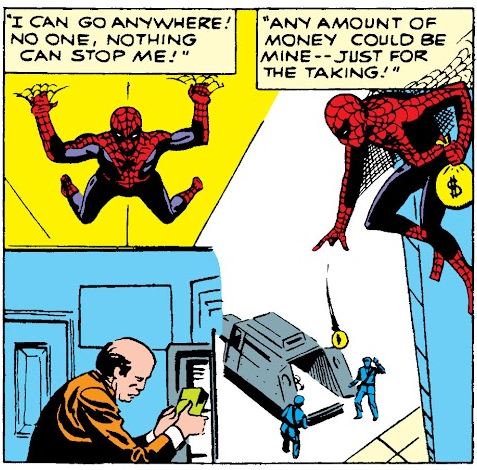 "I CAN GO ANYWHERE!
NO ONE, NOTHING
CAN STOP ME!"
"ANY AMOUNT OF
MONEY COULD BE
MINE--JUST FOR
THE TAKING!"
$